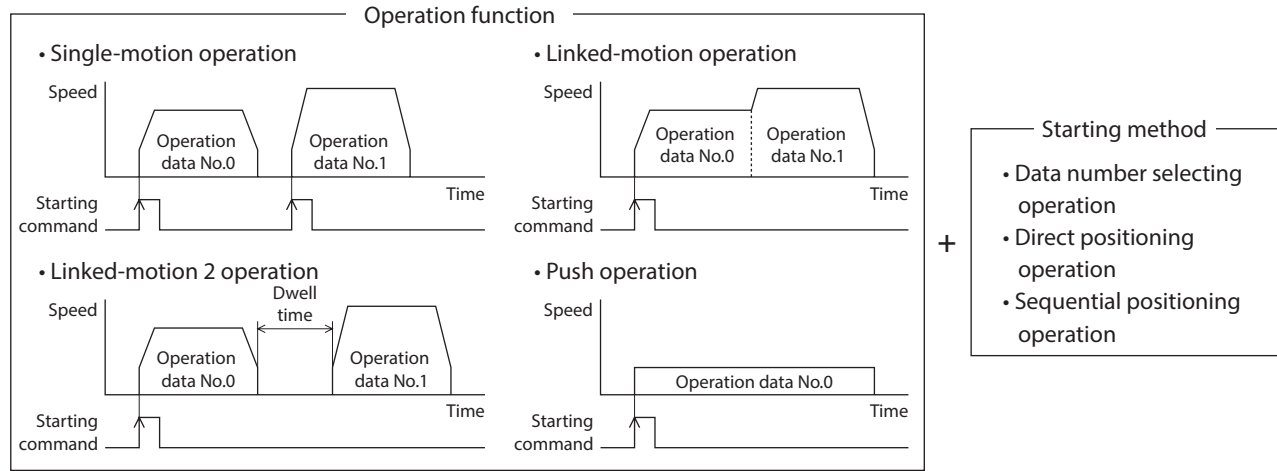 Operation function
• Single-motion operation
Speed
Operation
data No.0
Operation
data No.1
Time
Starting
command
• Linked-motion operation
Speed
Operation
data No.0
Operation
data No.1
Time
Starting
command
• Linked-motion 2 operation
Speed
Dwell
time
Operation
data No.0
Operation
data No.1
Time
Starting
command
• Push operation
Speed
Operation data No.0
Time
Starting
command
+
Starting method
• Data number selecting
operation
• Direct positioning
operation
• Sequential positioning
operation